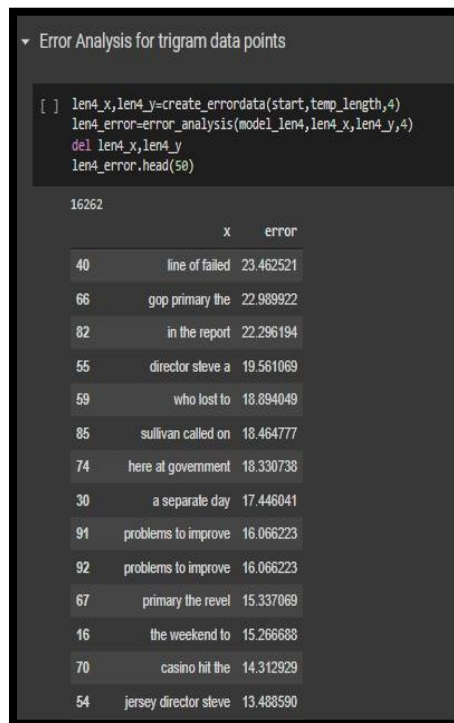 Error Analysis for trigram data points
[ ] len4_x,len4_y=create_errordata(start,temp_length,4)
len4_error=error_analysis(model_len4,len4_x,len4_y,4)
del len4_x,len4_y
len4_error.head(50)
16262
x error
40 line of failed 23.462521
66 gop primary the 22.989922
82 in the report 22.296194
55 director steve a 19.561069
59 who lost to 18.894049
85 sullivan called on 18.464777
74 here at government 18.330738
30 a separate day 17.446041
91 problems to improve 16.066223
92 problems to improve 16.066223
67 primary the revel 15.337069
16 the weekend to 15.266688
70 casino hit the 14.312929
54 jersey director steve 13.488590